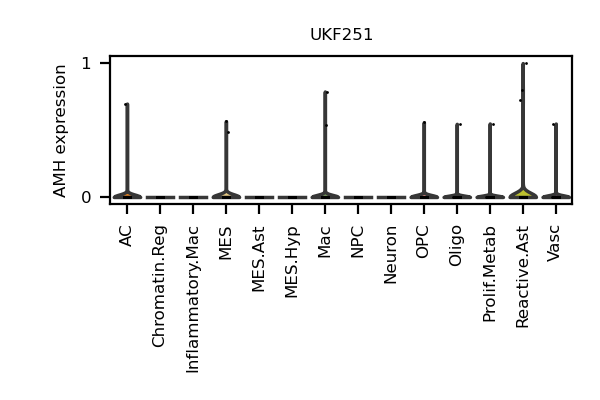 UKF251
AMH expression
1
0
AC
Chromatin.Reg
Inflammatory.Mac
MES
MES.Ast
MES.Hyp
Mac
NPC
Neuron
OPC
Oligo
Prolif.Metab
Reactive.Ast
Vasc